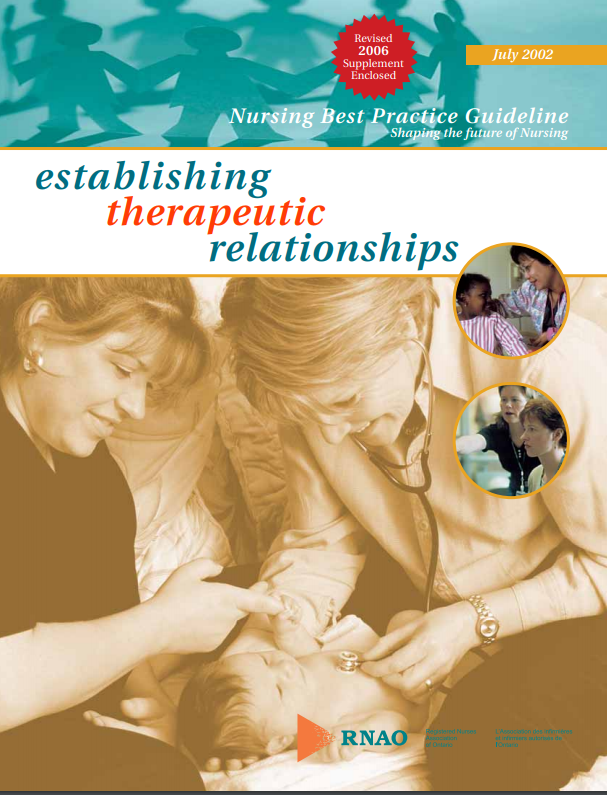 Revised
2006
Supplement
Enclosed
July 2002
Nursing Best Practice Guideline
Shaping the future of Nursing
establishing
therapeutic
relationships
RNAO